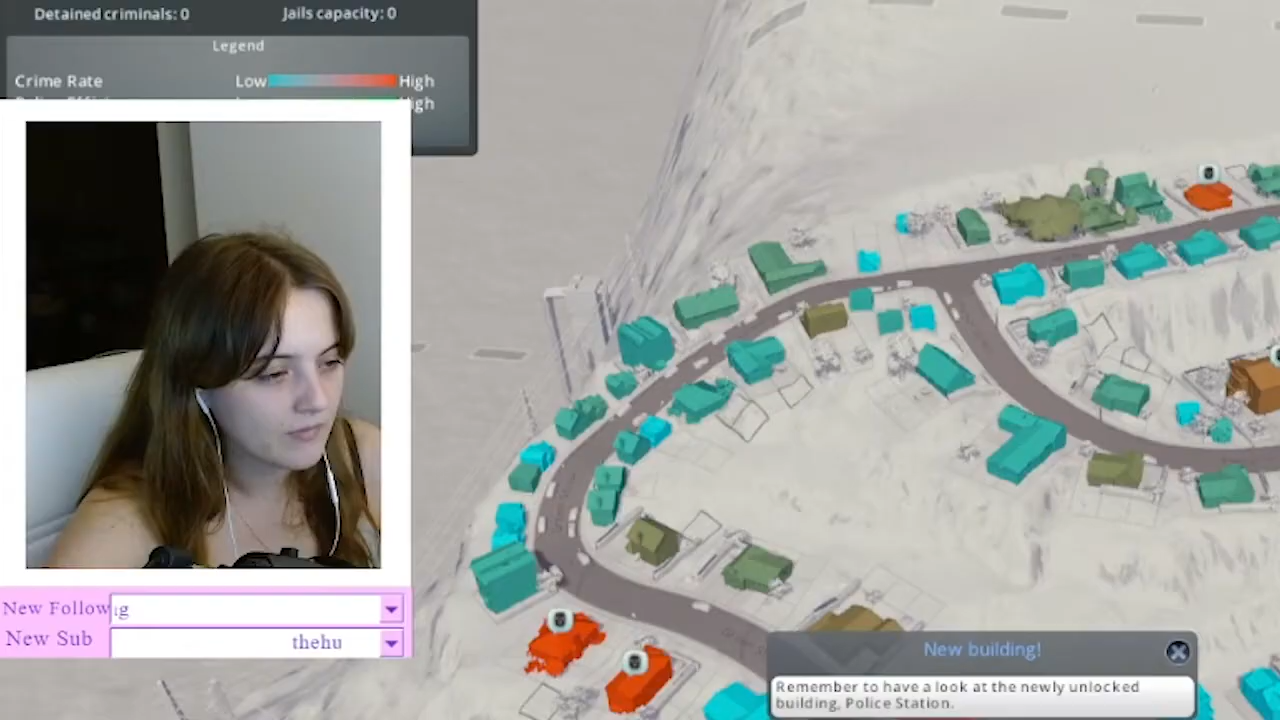 Detained criminals: 0
Jails capacity: 0
Legend
Crime Rate
Low
High
High
New Follow
New Sub
thehu
New building!
Remember to have a look at the newly unlocked
building, Police Station.